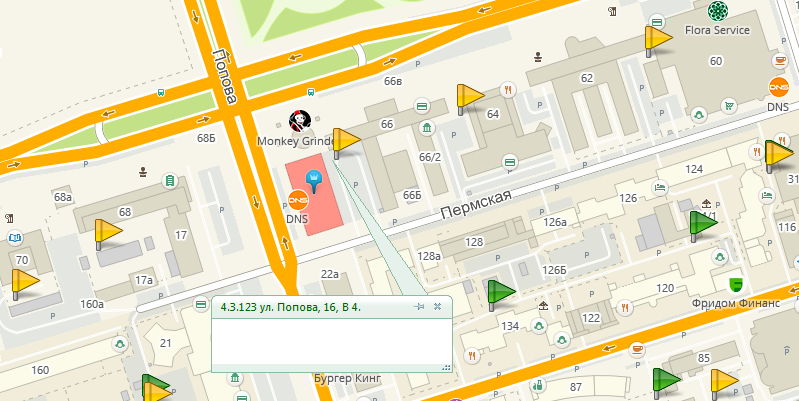 Flora Service
60
66в
62
DNS
Попова
66
64
Monkey Grinde
68Б
66/2
124
31
66Б
68а
126
DNS
Пермская
68
126а
4/1
116
17
128
70
128а
126Б
17а
22а
120
160а
Фридом Финанс
4.3.123 ул. Попова, 16, В 4.
134
122
21
85
160
Бургер Кинг
87